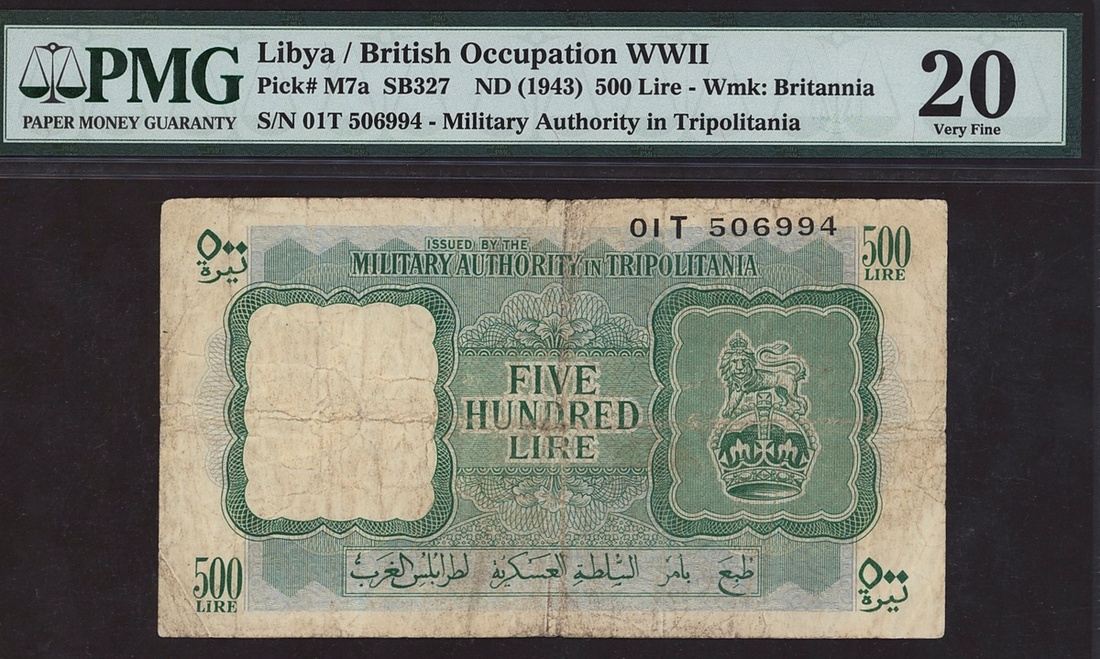 PMG
PAPER MONEY GUARANTY
Libya / British Occupation WWII
Pick# M7a SB327 ND (1943) 500 Lire - Wmk: Britannia
S/N 01T 506994 - Military Authority in Tripolitania
20
Very Fine
01T 506994
٥٠٠
ليرة
ISSUED BY THE
MILITARY AUTHORITY IN TRIPOLITANIA
500
LIRE
FIVE
HUNDRED
LIRE
500
LIRE
طبع بأمر السلطة العسكرية لطرابلس الغرب
٥٠٠
ليرة